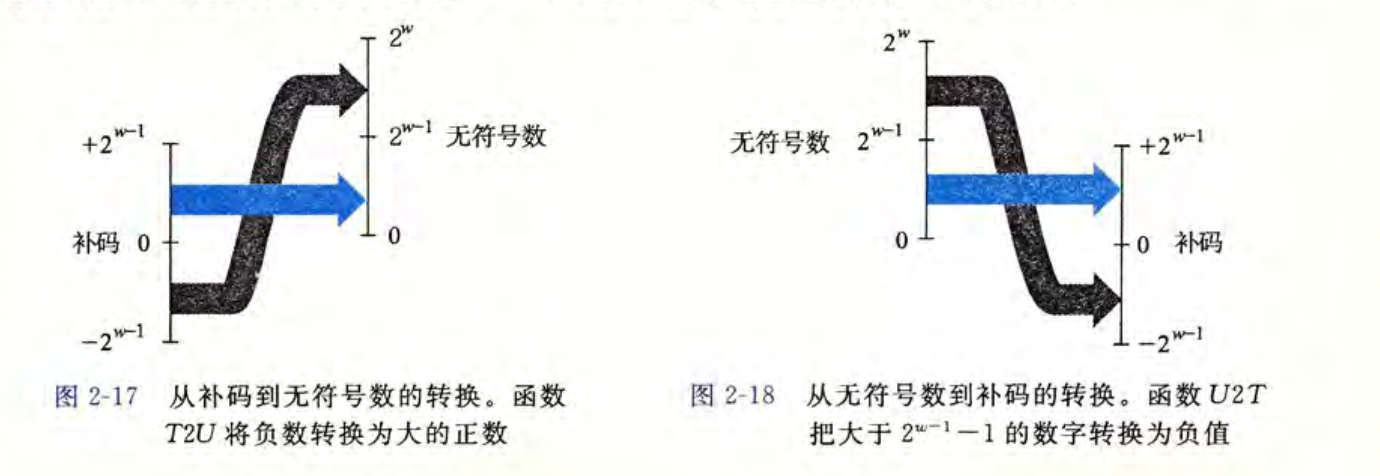 2^w
+2^{w-1}
2^{w-1} 无符号数
补码 0
0
-2^{w-1}
图 2-17 从补码到无符号数的转换。函数
T2U 将负数转换为大的正数
2^w
无符号数 2^{w-1}
+2^{w-1}
0
0 补码
-2^{w-1}
图 2-18 从无符号数到补码的转换。函数 U2T
把大于 2^{w-1}-1 的数字转换为负值